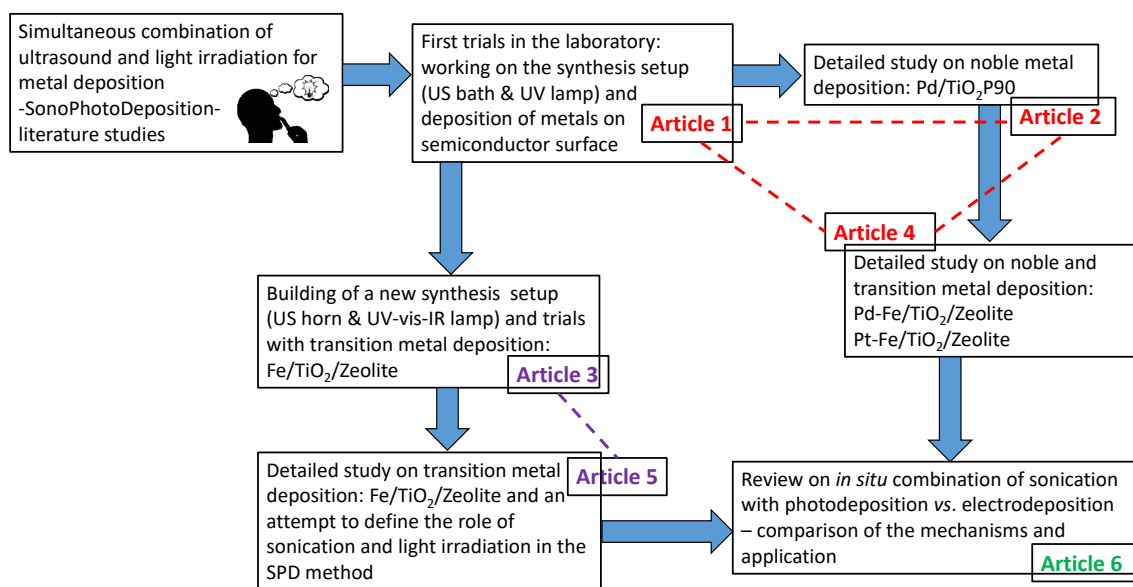 Simultaneous combination of
ultrasound and light irradiation for
metal deposition
-SonoPhotoDeposition-
literature studies
First trials in the laboratory:
working on the synthesis setup
(US bath & UV lamp) and
deposition of metals on
semiconductor surface
Article 1
Detailed study on noble metal
deposition: Pd/TiO₂P90
Article 2
Article 4
Detailed study on noble and
transition metal deposition:
Pd-Fe/TiO₂/Zeolite
Pt-Fe/TiO₂/Zeolite
Building of a new synthesis setup
(US horn & UV-vis-IR lamp) and trials
with transition metal deposition:
Fe/TiO₂/Zeolite
Article 3
Detailed study on transition metal
deposition: Fe/TiO₂/Zeolite and an
attempt to define the role of
sonication and light irradiation in the
SPD method
Article 5
Review on in situ combination of sonication
with photodeposition vs. electrodeposition
– comparison of the mechanisms and
application
Article 6